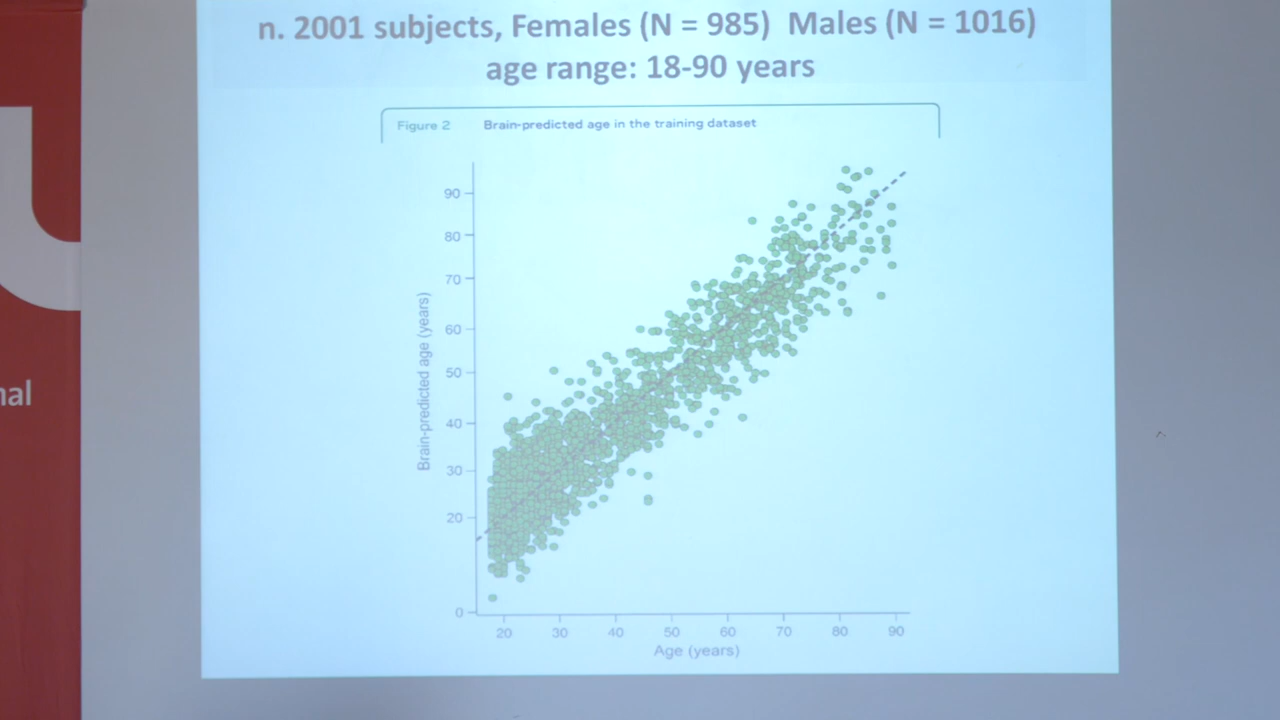 n. 2001 subjects, Females (N = 985) Males (N = 1016)
age range: 18-90 years
Figure 2 Brain-predicted age in the training dataset
Brain-predicted age (years)
90
80
70
60
50
40
30
20
0
20 30 40 50 60 70 80 90
Age (years)
nal